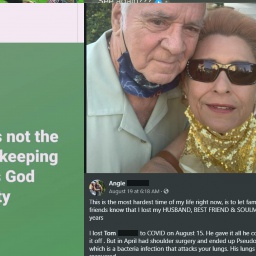 s not the
keeping
God
ty
Angie
August 19 at 6:18 AM ·
This is the most hardest time of my life right now, is to let fam
friends know that I lost my HUSBAND, BEST FRIEND & SOULM
years
I lost Tom to COVID on August 15. He gave it all he co
it off . But in April had shoulder surgery and ended up Pseudo
which is a bacteria infection that attacks your lungs. His lungs